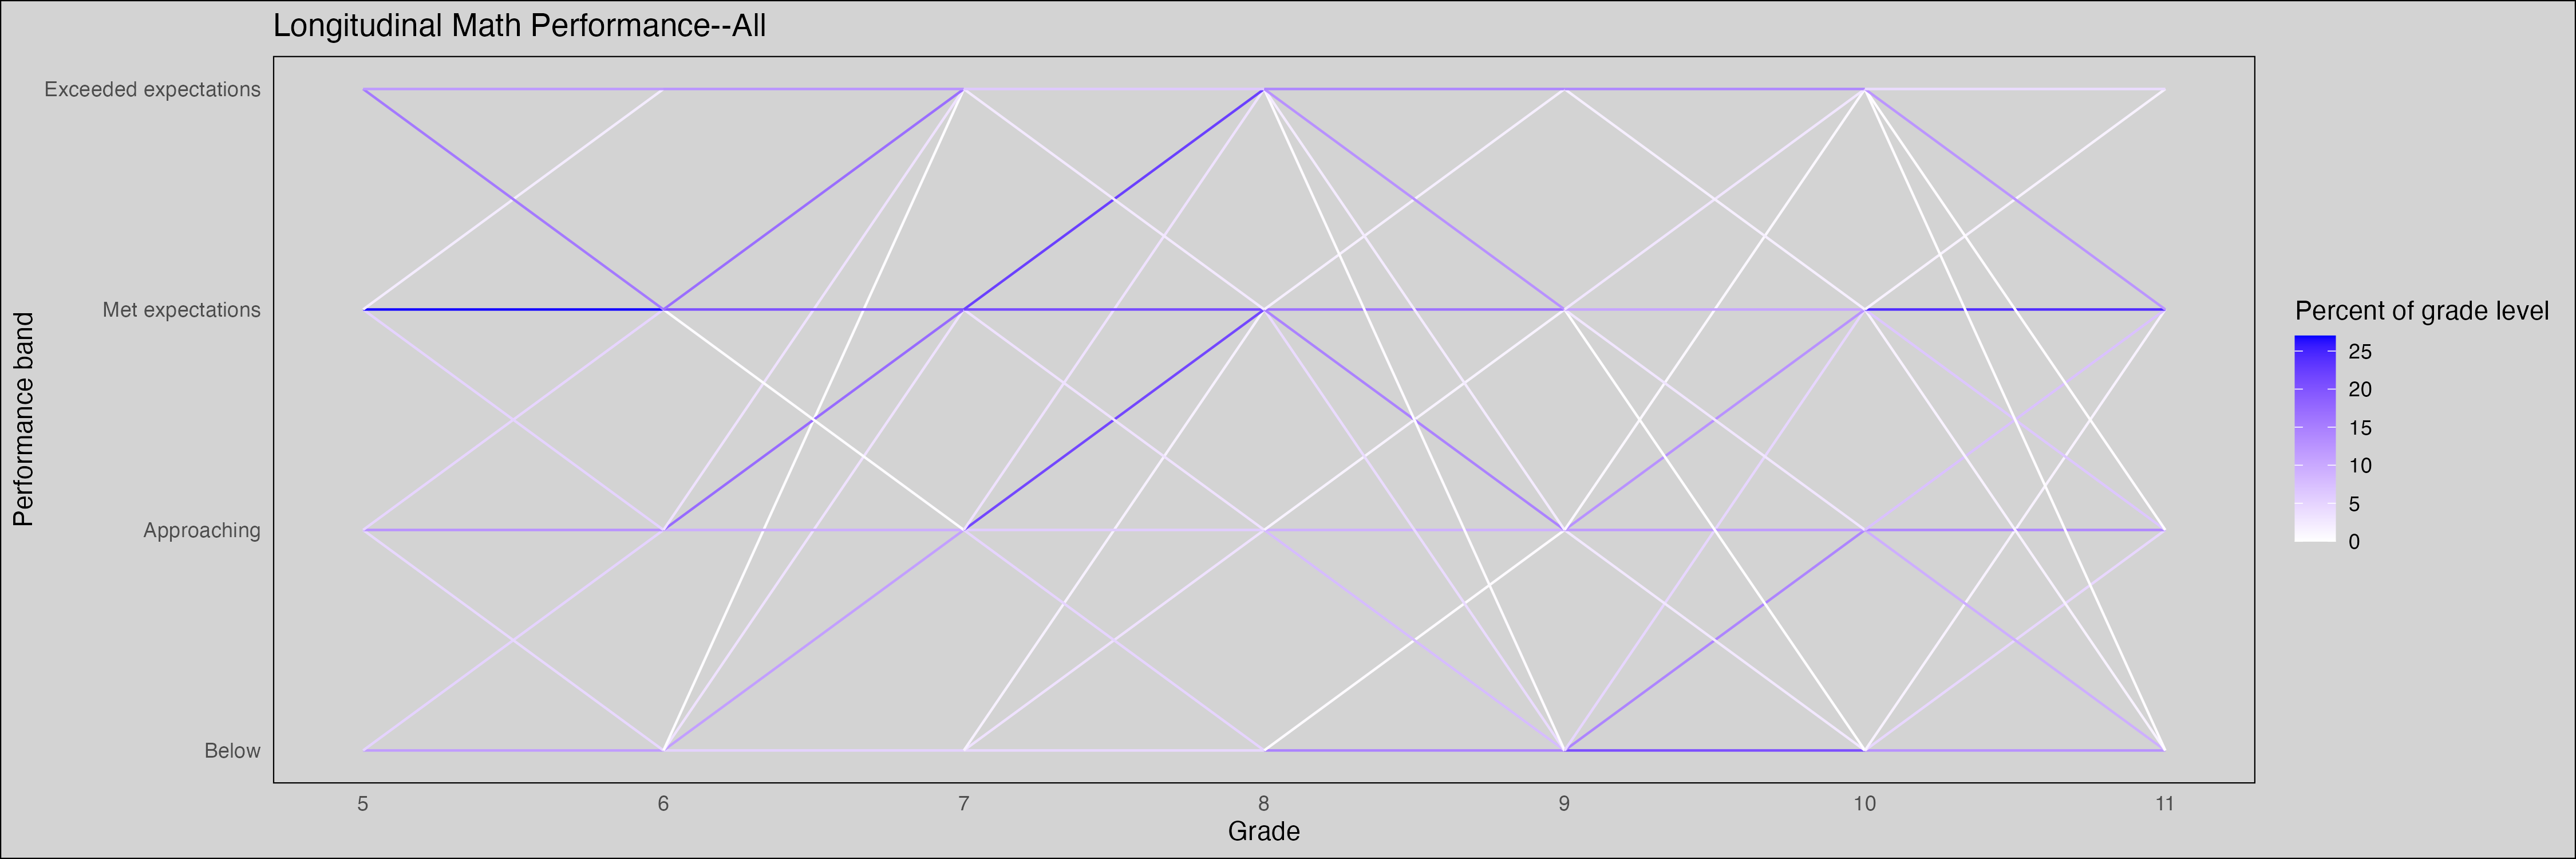 Longitudinal Math Performance--All
Exceeded expectations
Met expectations
Approaching
Below
Performance band
5 6 7 8 9 10 11
Grade
Percent of grade level
25
20
15
10
5
0